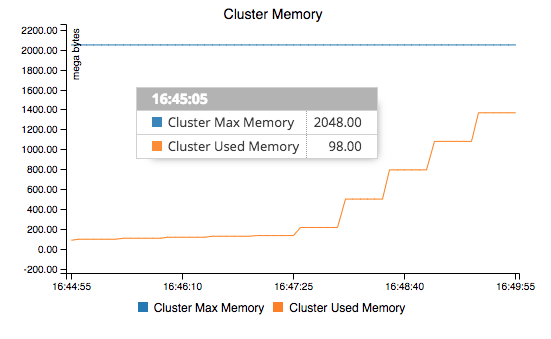 Cluster Memory
2200.00
2000.00
1800.00
1600.00
1400.00
1200.00
1000.00
800.00
600.00
400.00
200.00
0.00
-200.00
mega bytes
16:45:05
Cluster Max Memory 2048.00
Cluster Used Memory 98.00
16:44:55 16:46:10 16:47:25 16:48:40 16:49:55
Cluster Max Memory Cluster Used Memory